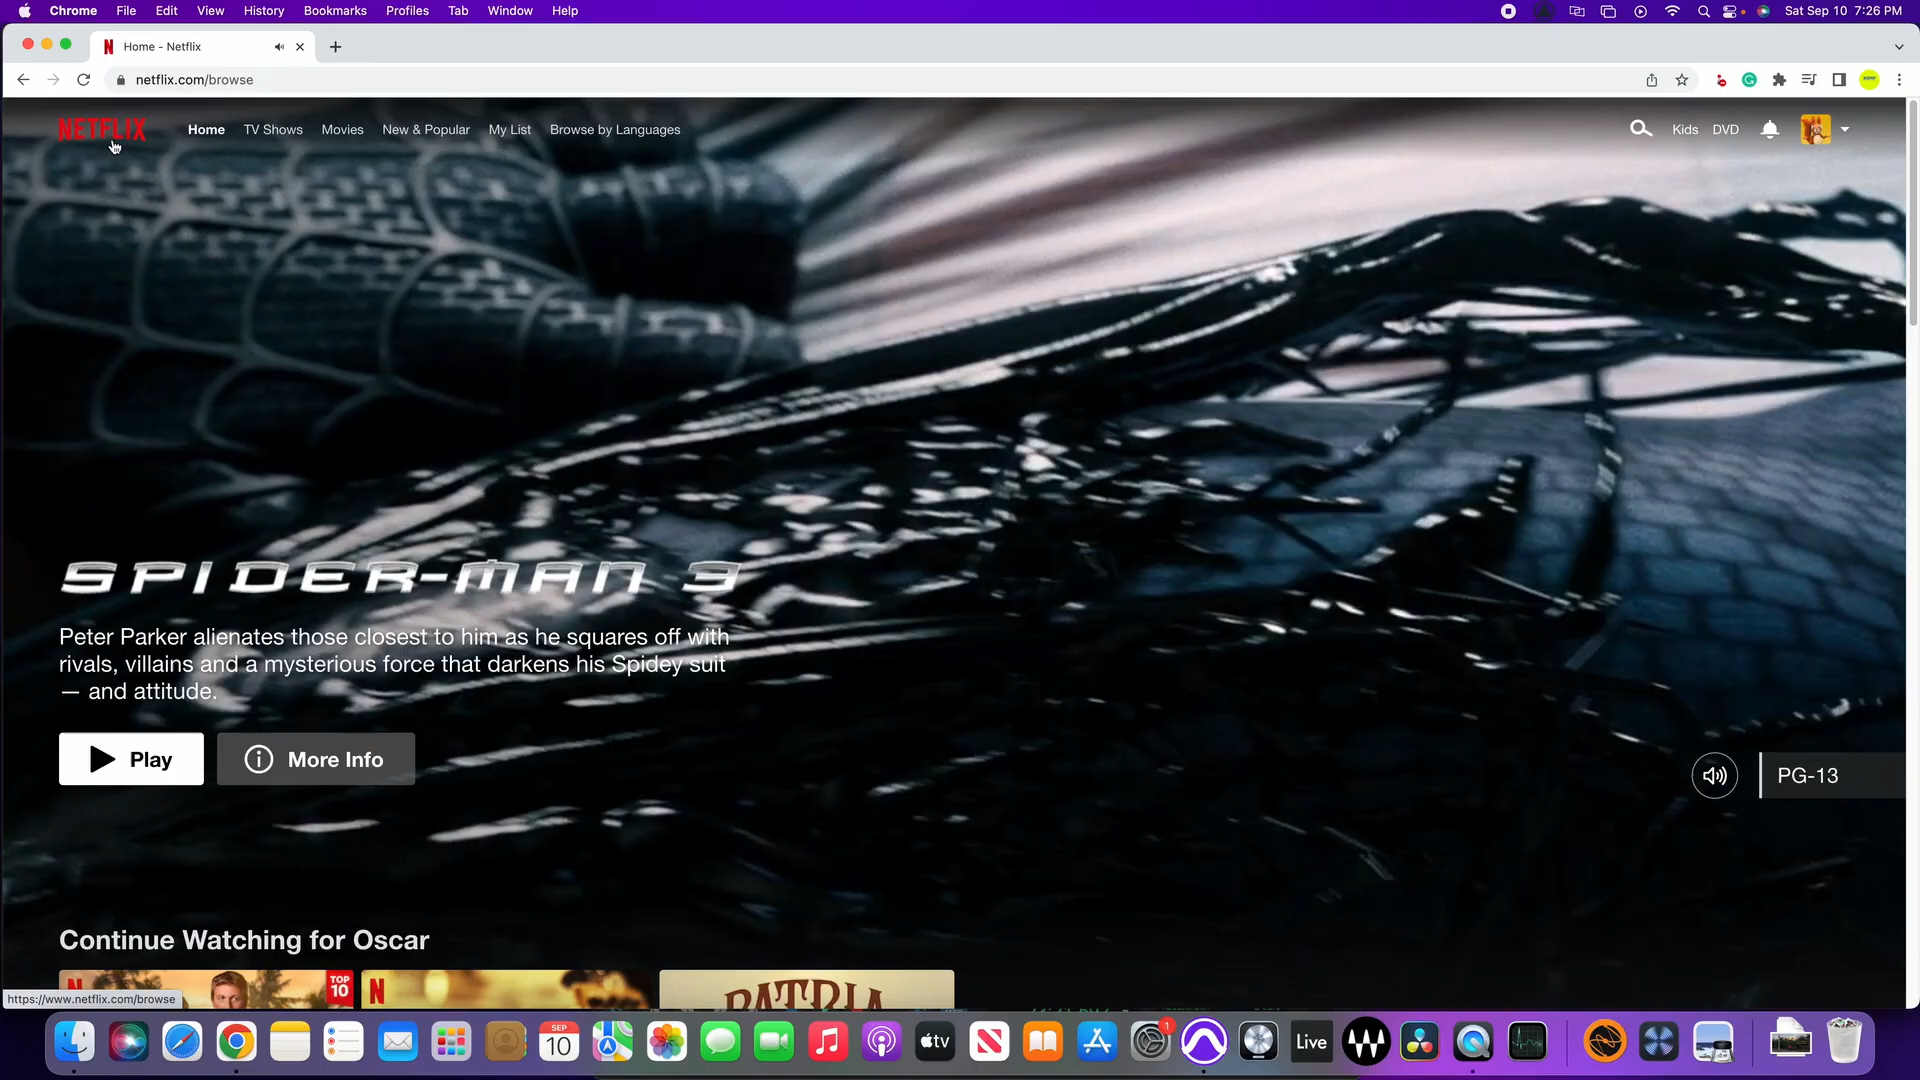 Chrome File Edit View History Bookmarks Profiles Tab Window Help Sat Sep 10 7:26 PM
Home - Netflix
netflix.com/browse
NETFLIX Home TV Shows Movies New & Popular My List Browse by Languages Kids DVD
SPIDER-MAN 3
Peter Parker alienates those closest to him as he squares off with
rivals, villains and a mysterious force that darkens his Spidey suit
— and attitude.
Play More Info
PG-13
Continue Watching for Oscar
N TOP
10
N
PATRIA
https://www.netflix.com/browse
SEP
10
tv
1
Live